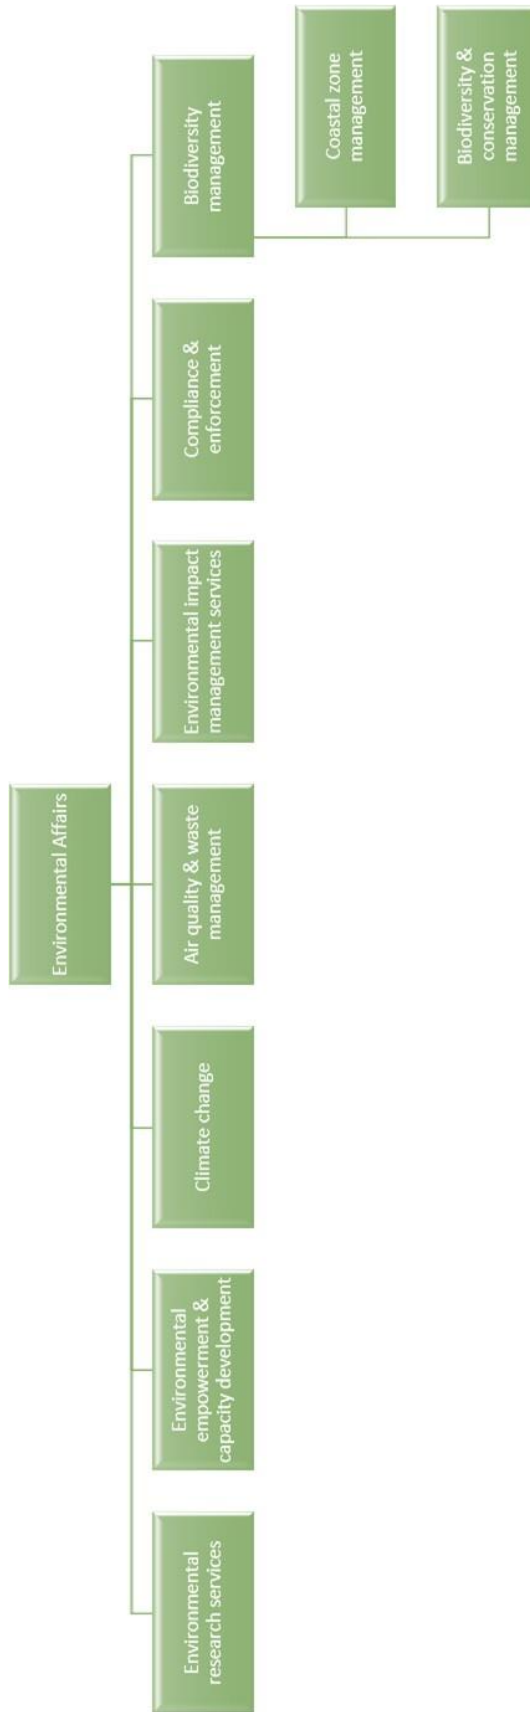 Environmental Affairs
Environmental
research services
Environmental
empowerment &
capacity development
Climate change
Air quality & waste
management
Environmental impact
management services
Compliance &
enforcement
Biodiversity
management
Coastal zone
management
Biodiversity &
conservation
management